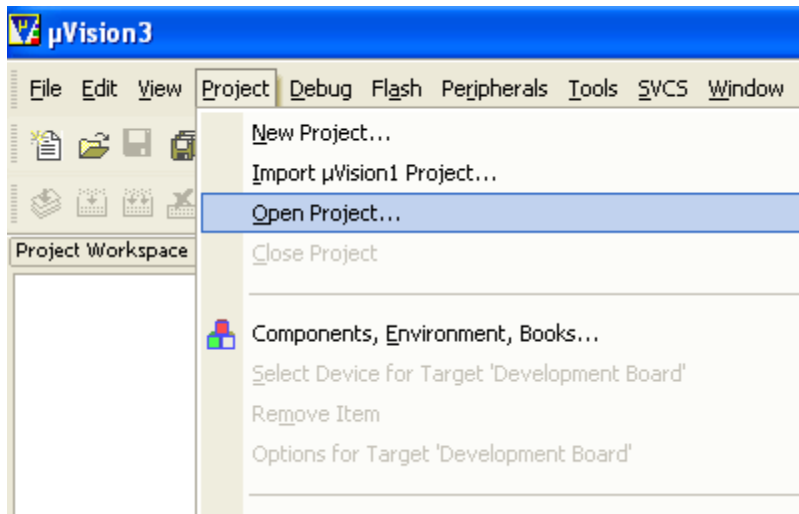 µVision3
File Edit View Project Debug Flash Peripherals Tools SVCS Window
New Project...
Import µVision1 Project...
Open Project...
Project Workspace
Close Project
Components, Environment, Books...
Select Device for Target 'Development Board'
Remove Item
Options for Target 'Development Board'